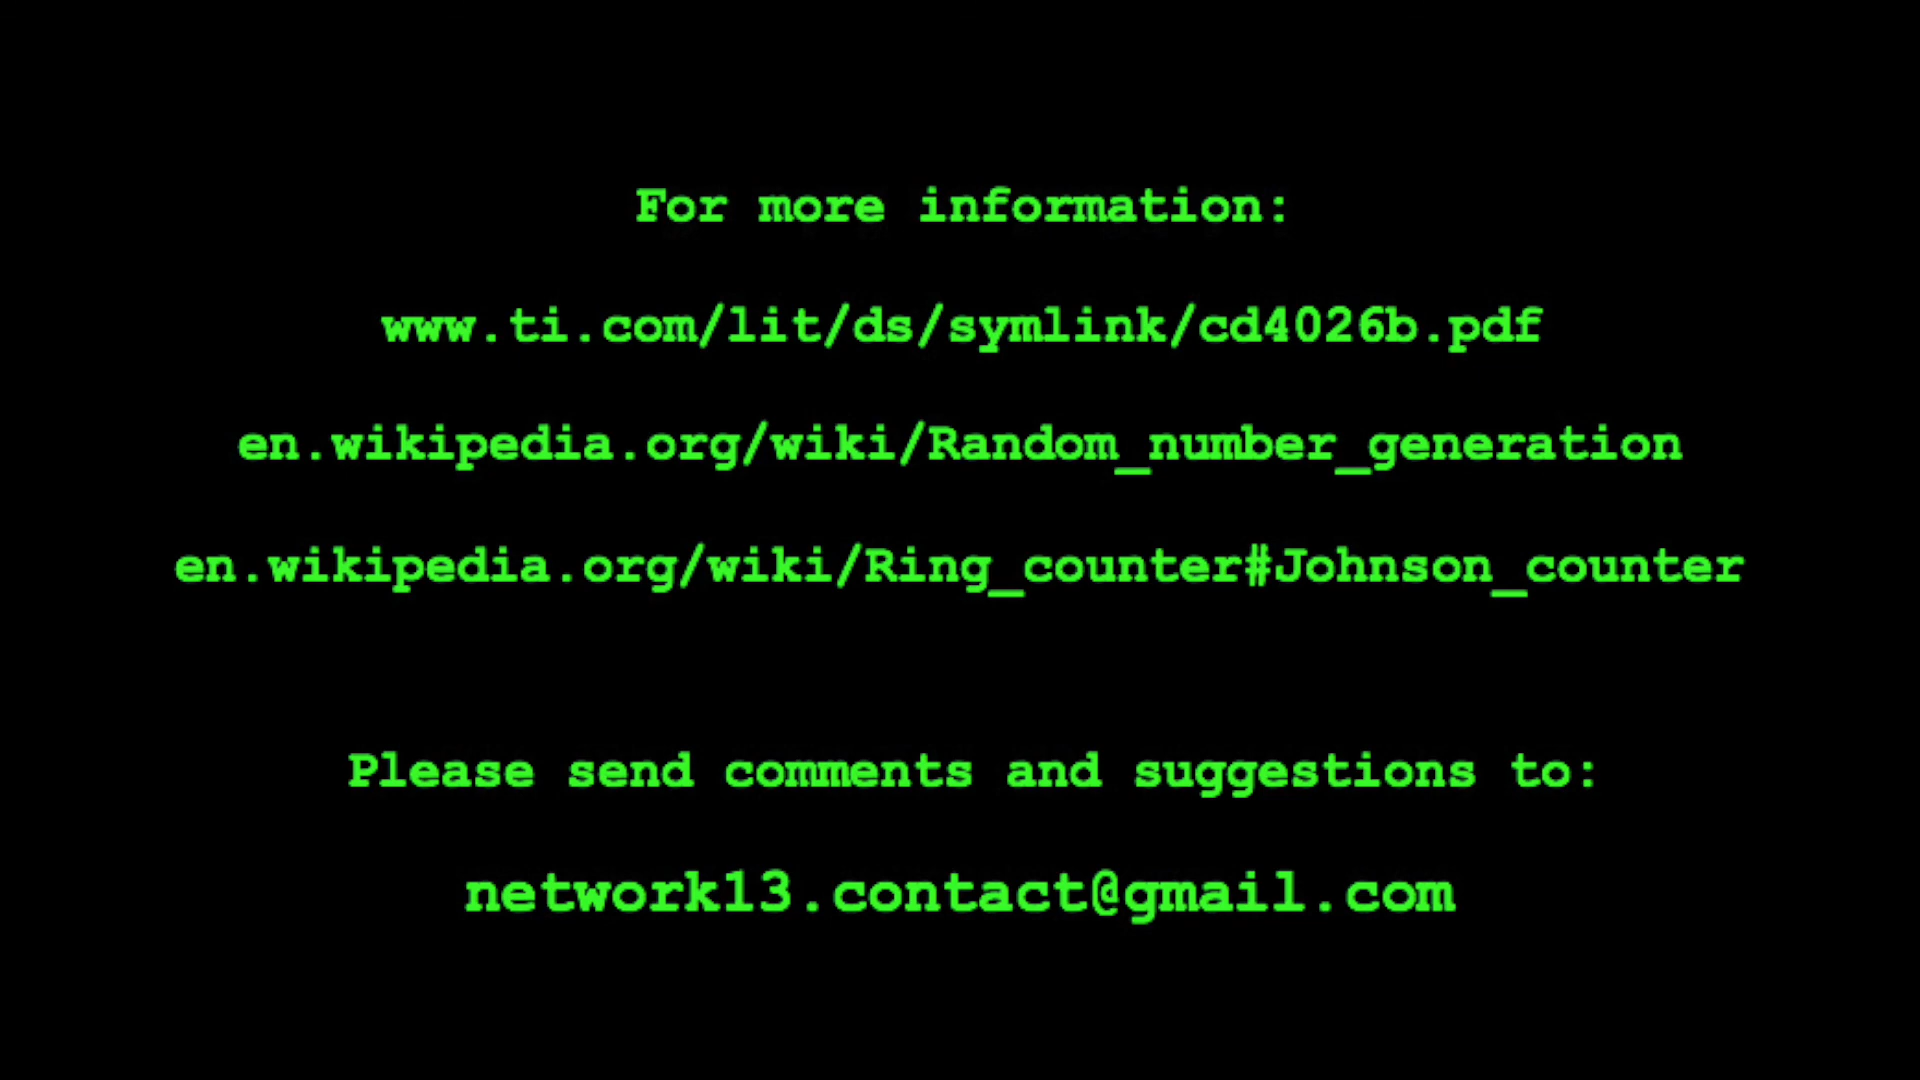 For more information:
www.ti.com/lit/ds/symlink/cd4026b.pdf
en.wikipedia.org/wiki/Random_number_generation
en.wikipedia.org/wiki/Ring_counter#Johnson_counter
Please send comments and suggestions to:
network13.contact@gmail.com